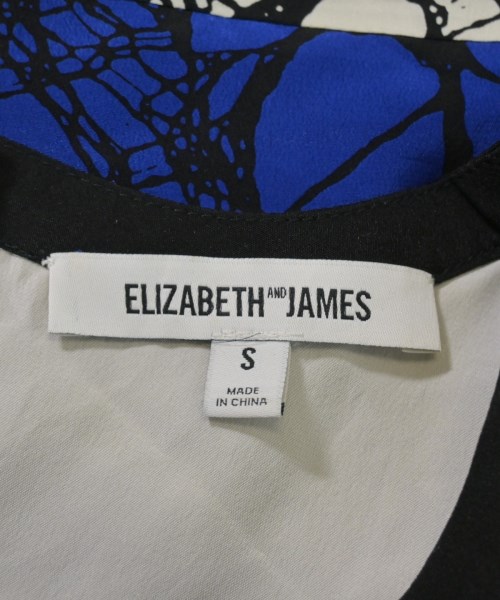 ELIZABETH AND JAMES
S
MADE
IN CHINA